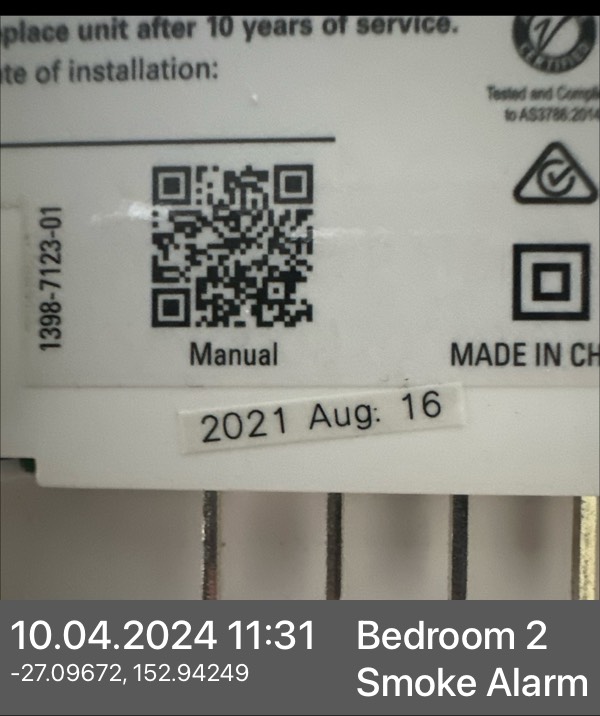 place unit after 10 years of service.
te of installation:
Tested and Compl
to AS3786:2014
1398-7123-01
Manual
MADE IN CH
2021 Aug: 16
10.04.2024 11:31
-27.09672, 152.94249
Bedroom 2
Smoke Alarm